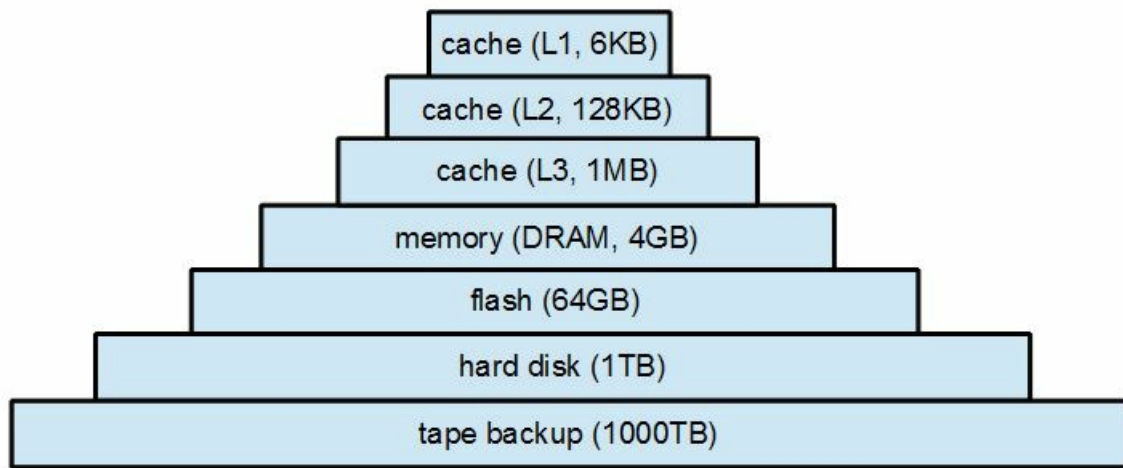 cache (L1, 6KB)
cache (L2, 128KB)
cache (L3, 1MB)
memory (DRAM, 4GB)
flash (64GB)
hard disk (1TB)
tape backup (1000TB)